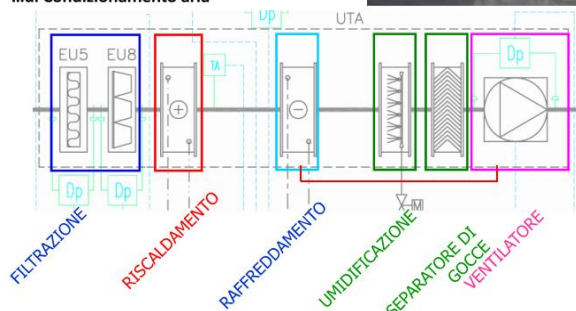 UTA
EU5
EU8
Dp
TA
+
-
Dp
Dp
Dp
M
FILTRAZIONE
RISCALDAMENTO
RAFFREDDAMENTO
UMIDIFICAZIONE
SEPARATORE DI
GOCCE
VENTILATORE